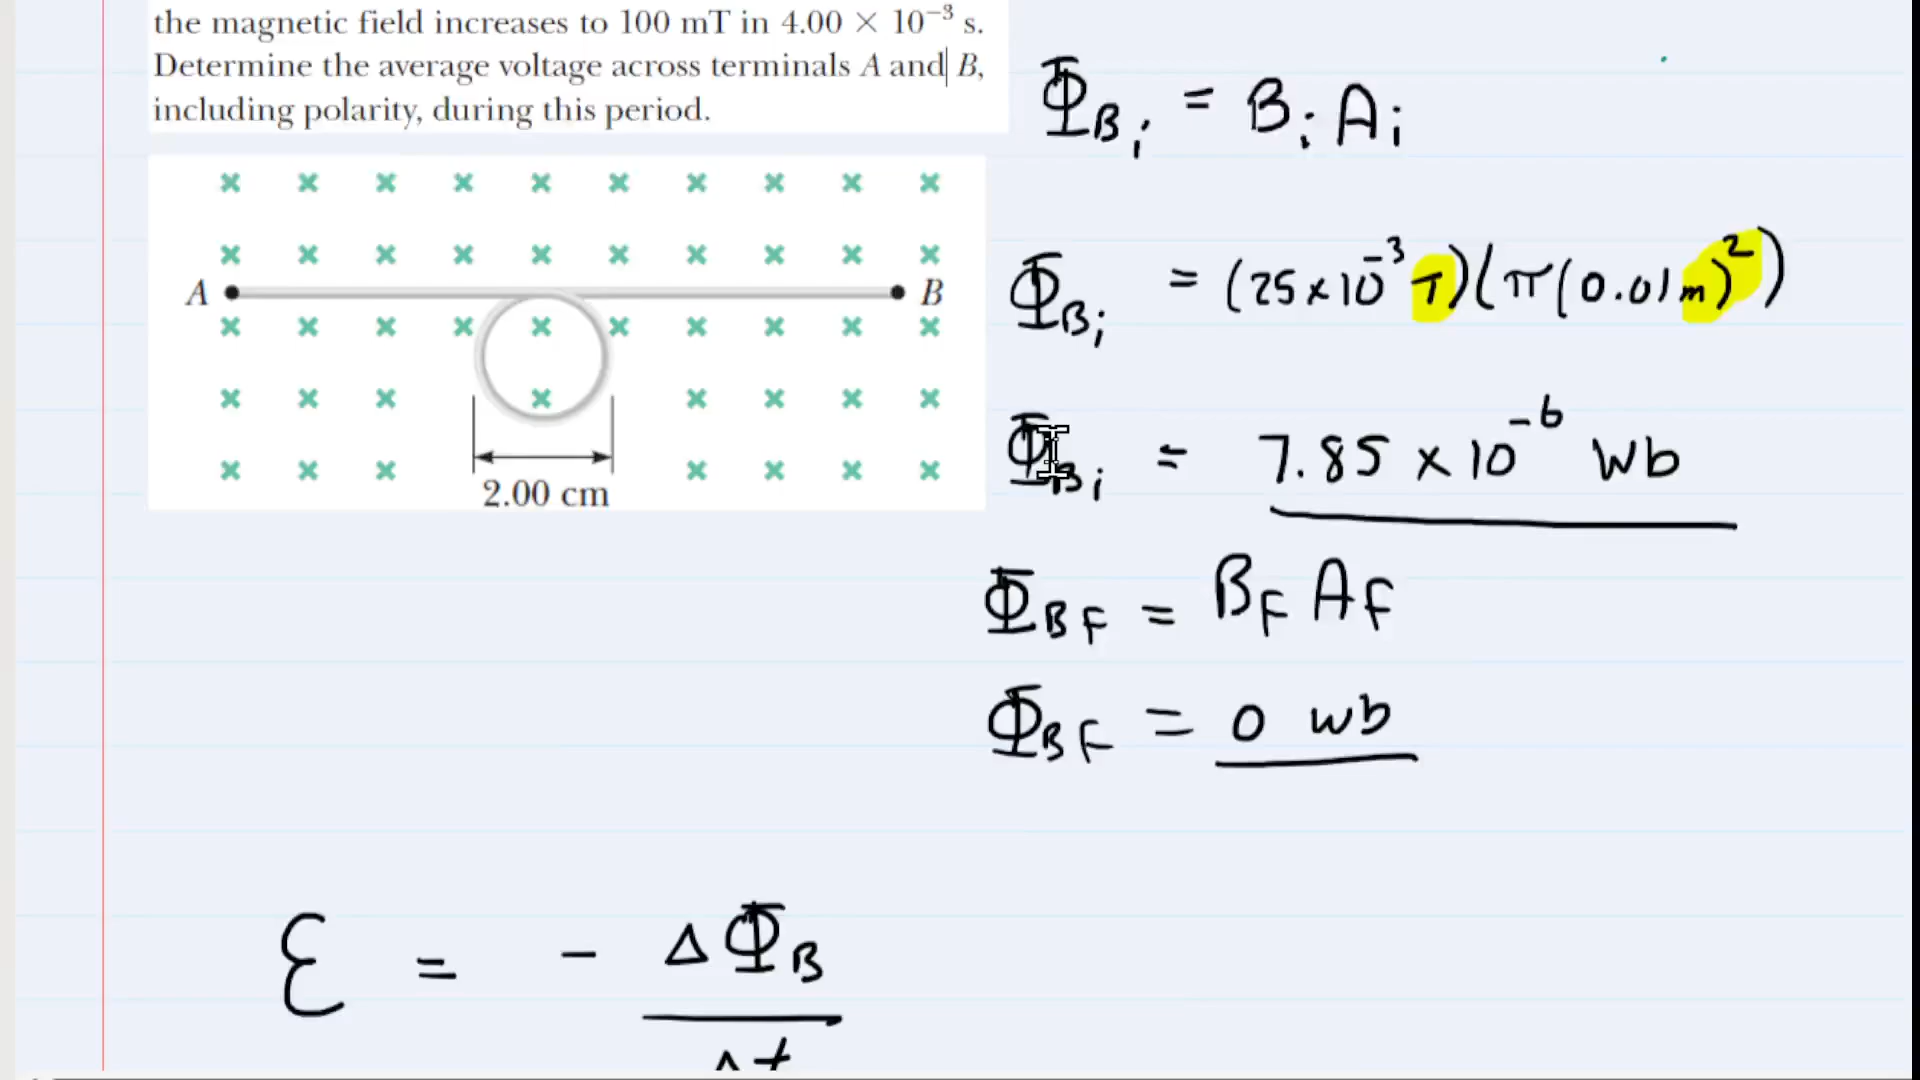 the magnetic field increases to 100 mT in 4.00 × 10⁻³ s.
Determine the average voltage across terminals A and B,
including polarity, during this period.
A B
2.00 cm
Φ_Bi = B_i A_i
Φ_Bi = (25×10⁻³ T)(π(0.01m)²)
Φ_Bi = 7.85 × 10⁻⁶ Wb
Φ_BF = B_F A_F
Φ_BF = 0 wb
ℰ = − ΔΦ_B
Δt